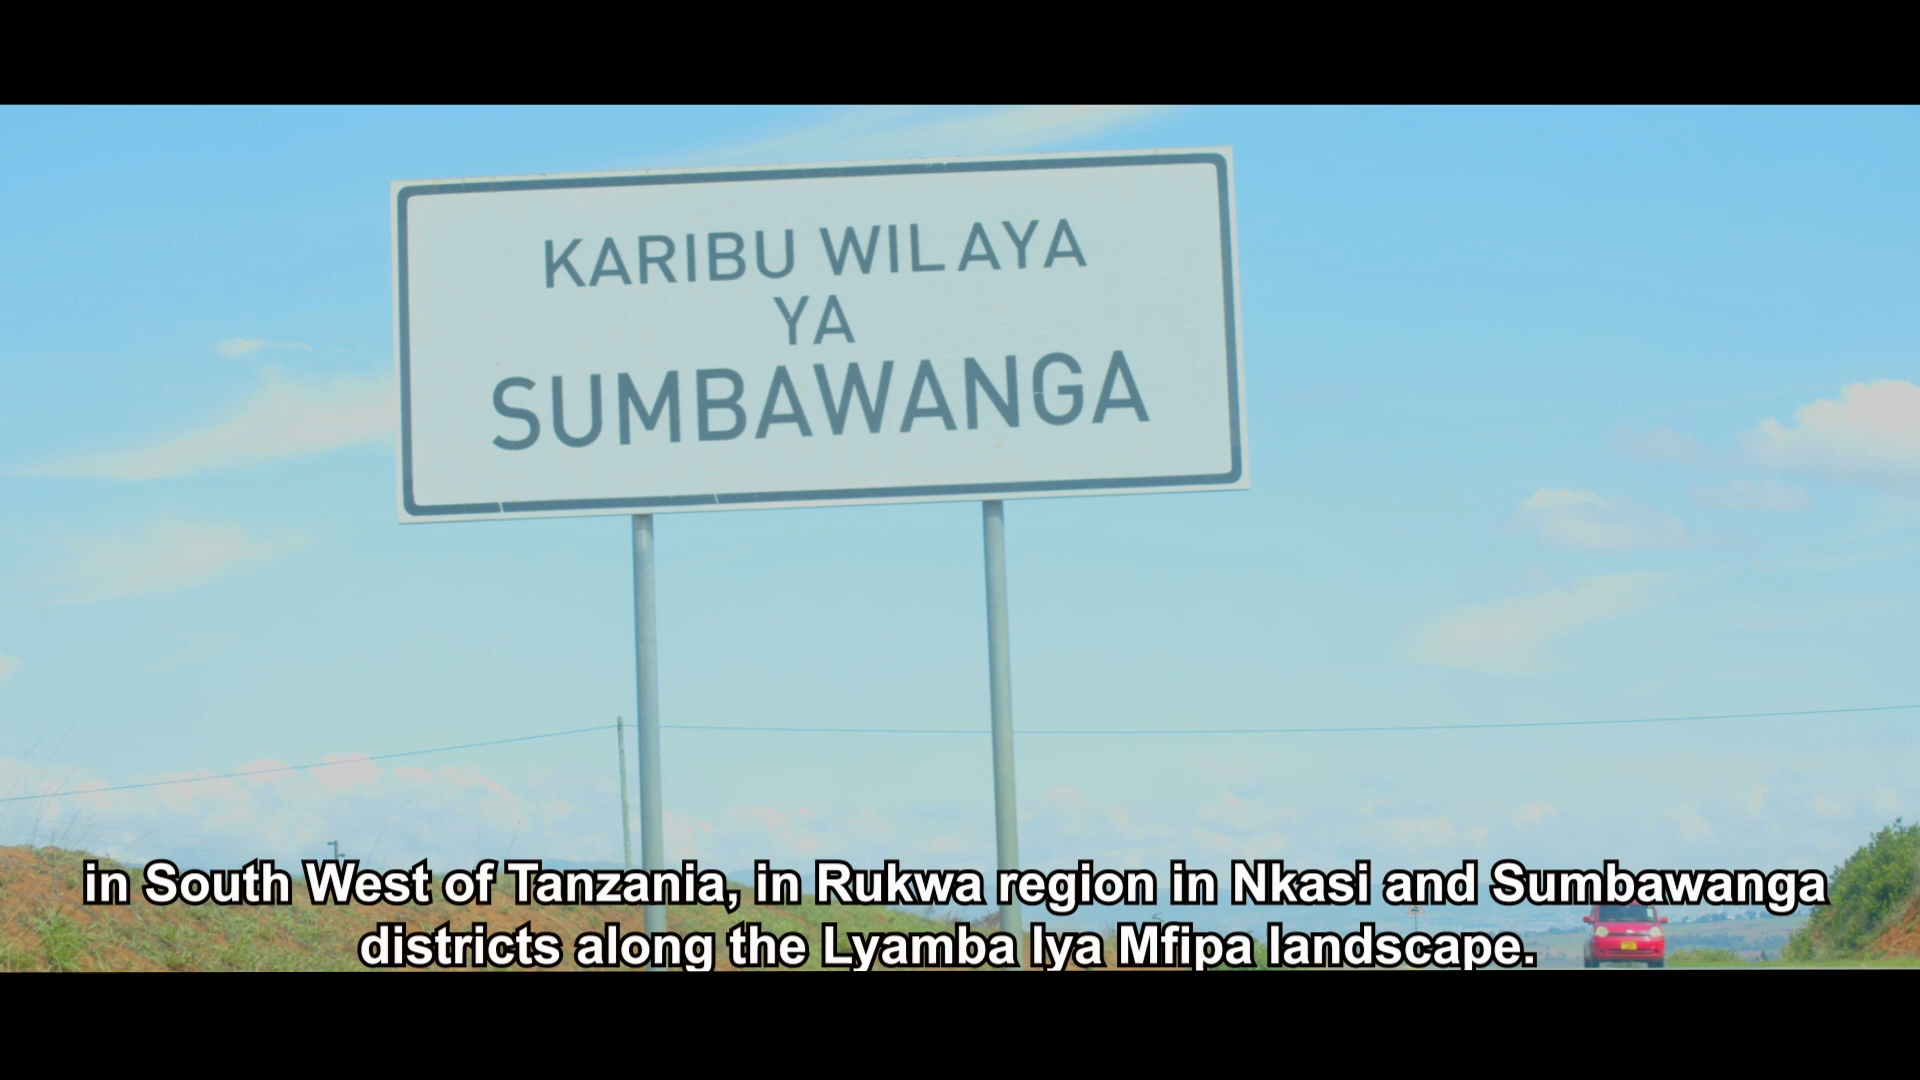 KARIBU WILAYA
YA
SUMBAWANGA
in South West of Tanzania, in Rukwa region in Nkasi and Sumbawanga
districts along the Lyamba lya Mfipa landscape.